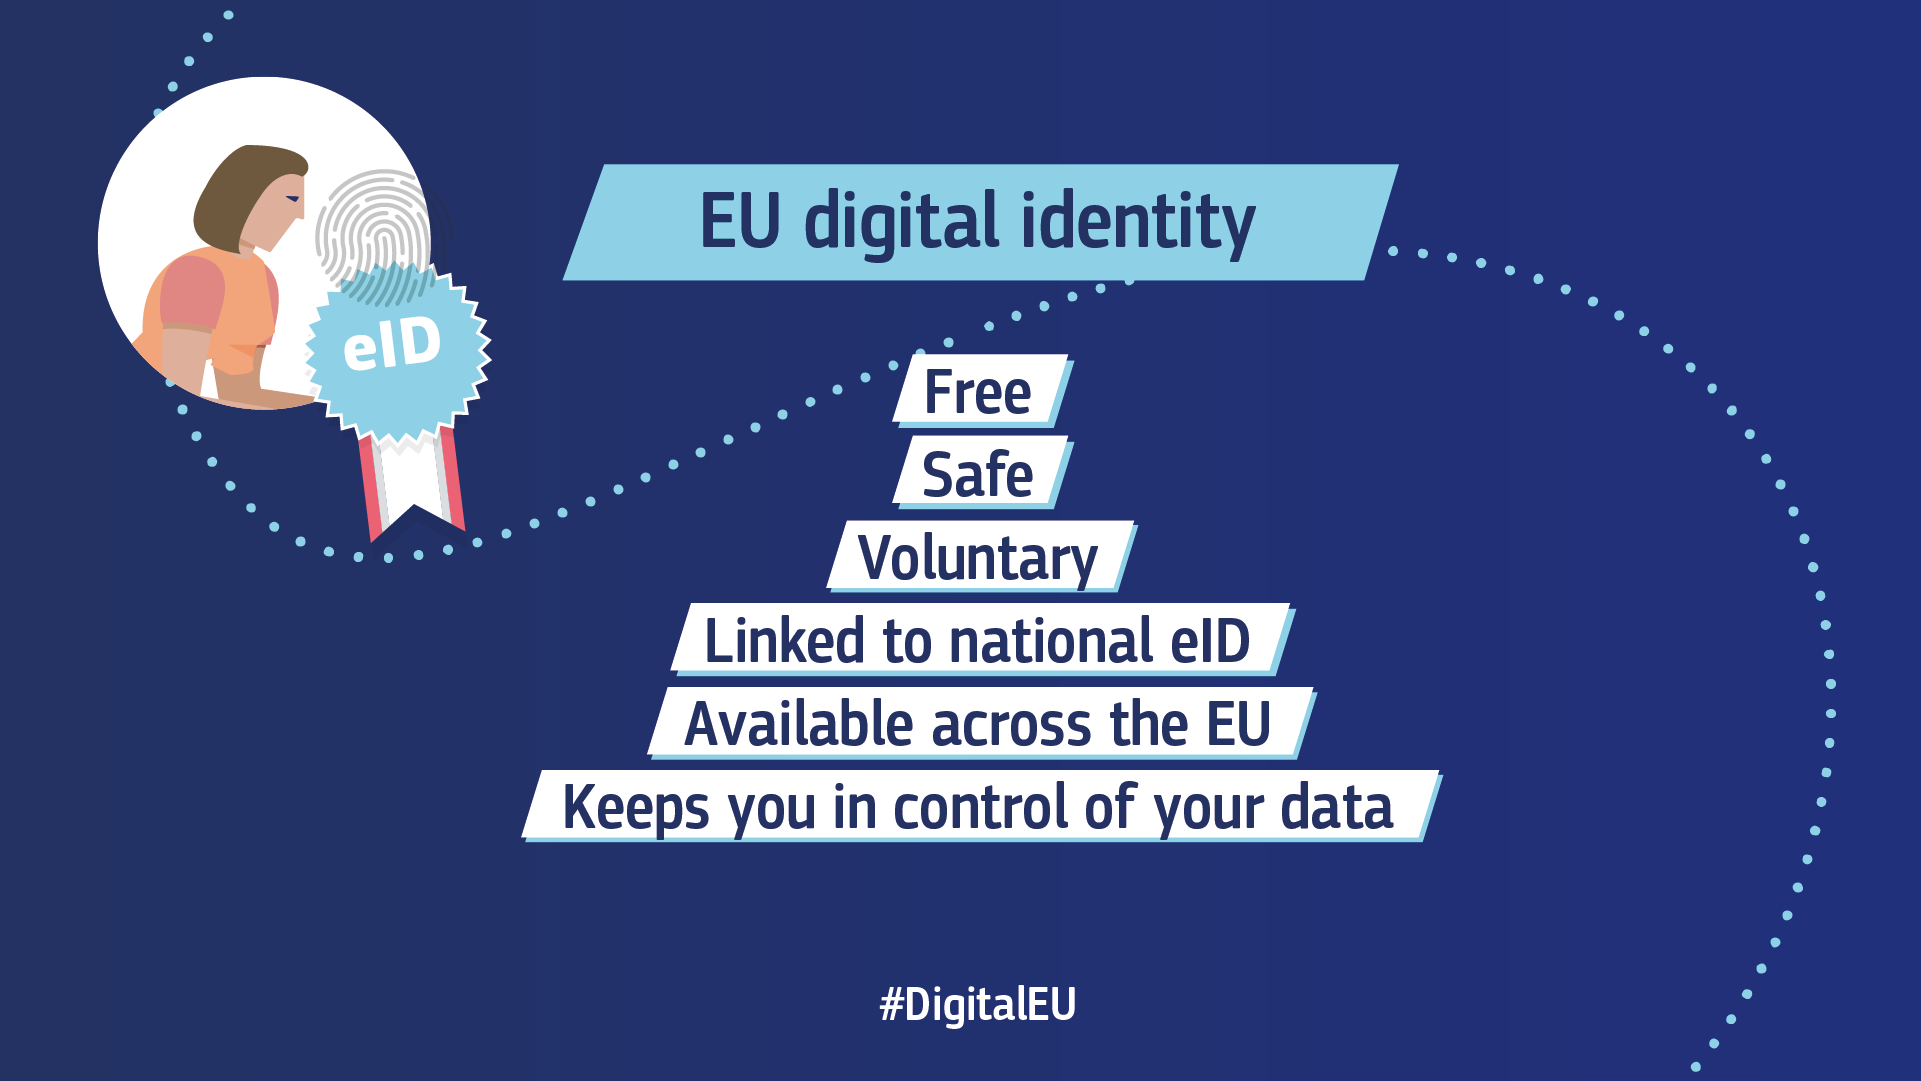 EU digital identity
eID
Free
Safe
Voluntary
Linked to national eID
Available across the EU
Keeps you in control of your data
#DigitalEU